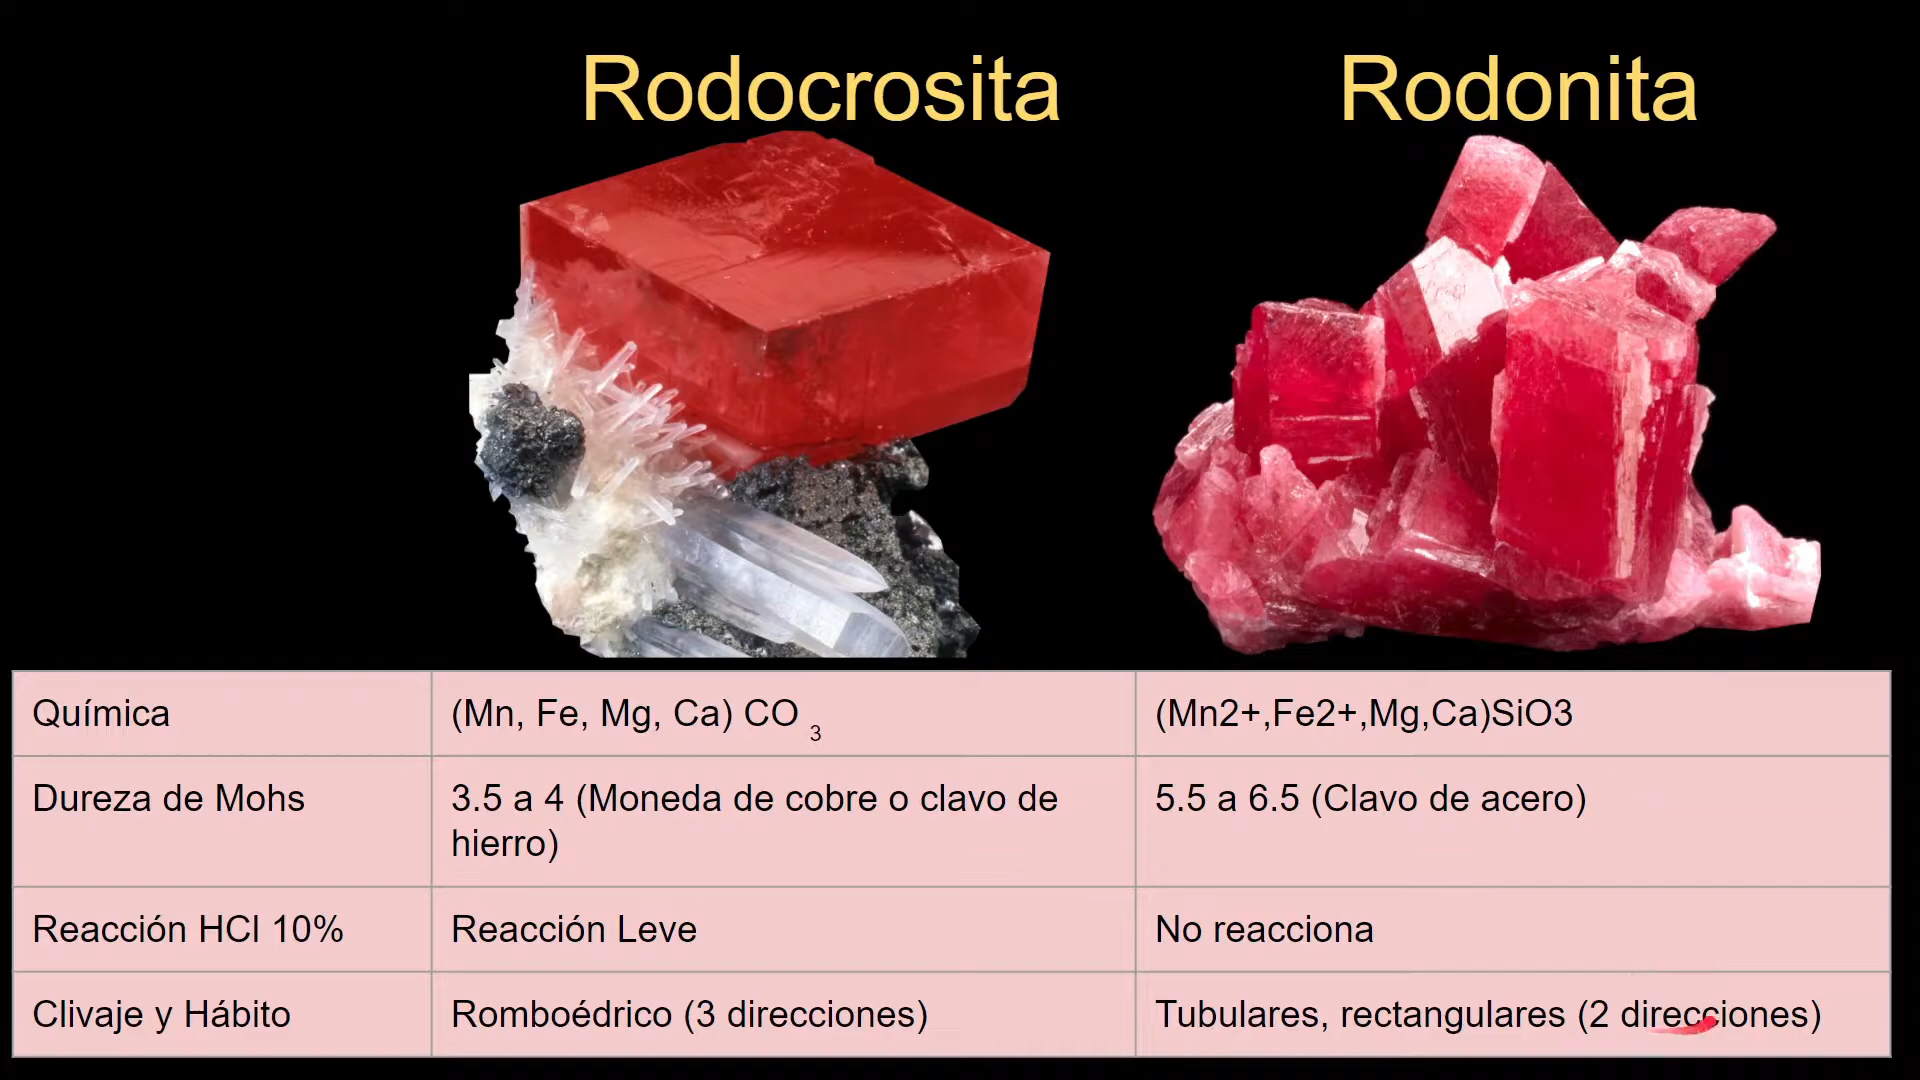 Rodocrosita
Rodonita
Química
(Mn, Fe, Mg, Ca) CO 3
(Mn2+,Fe2+,Mg,Ca)SiO3
Dureza de Mohs
3.5 a 4 (Moneda de cobre o clavo de
hierro)
5.5 a 6.5 (Clavo de acero)
Reacción HCl 10%
Reacción Leve
No reacciona
Clivaje y Hábito
Romboédrico (3 direcciones)
Tubulares, rectangulares (2 direcciones)